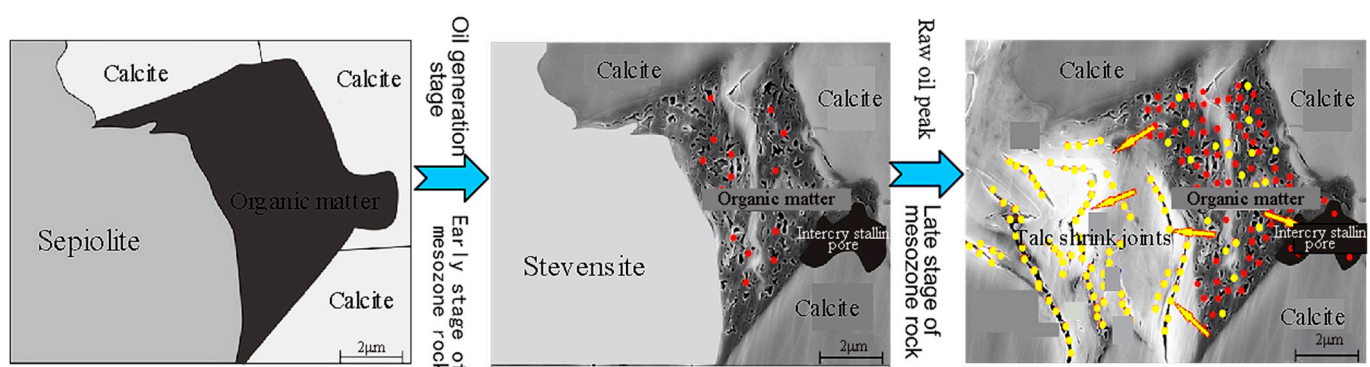 Calcite
Calcite
Organic matter
Sepiolite
Calcite
2μm
Oil generation
stage
Early stage of
mesozone rock
Calcite
Calcite
Organic matter
Intercry stallin
pore
Stevensite
Calcite
2μm
Raw oil peak
Late stage of
mesozone rock
Calcite
Calcite
Organic matter
Intercry stallin
pore
Talc shrink joints
Calcite
2μm